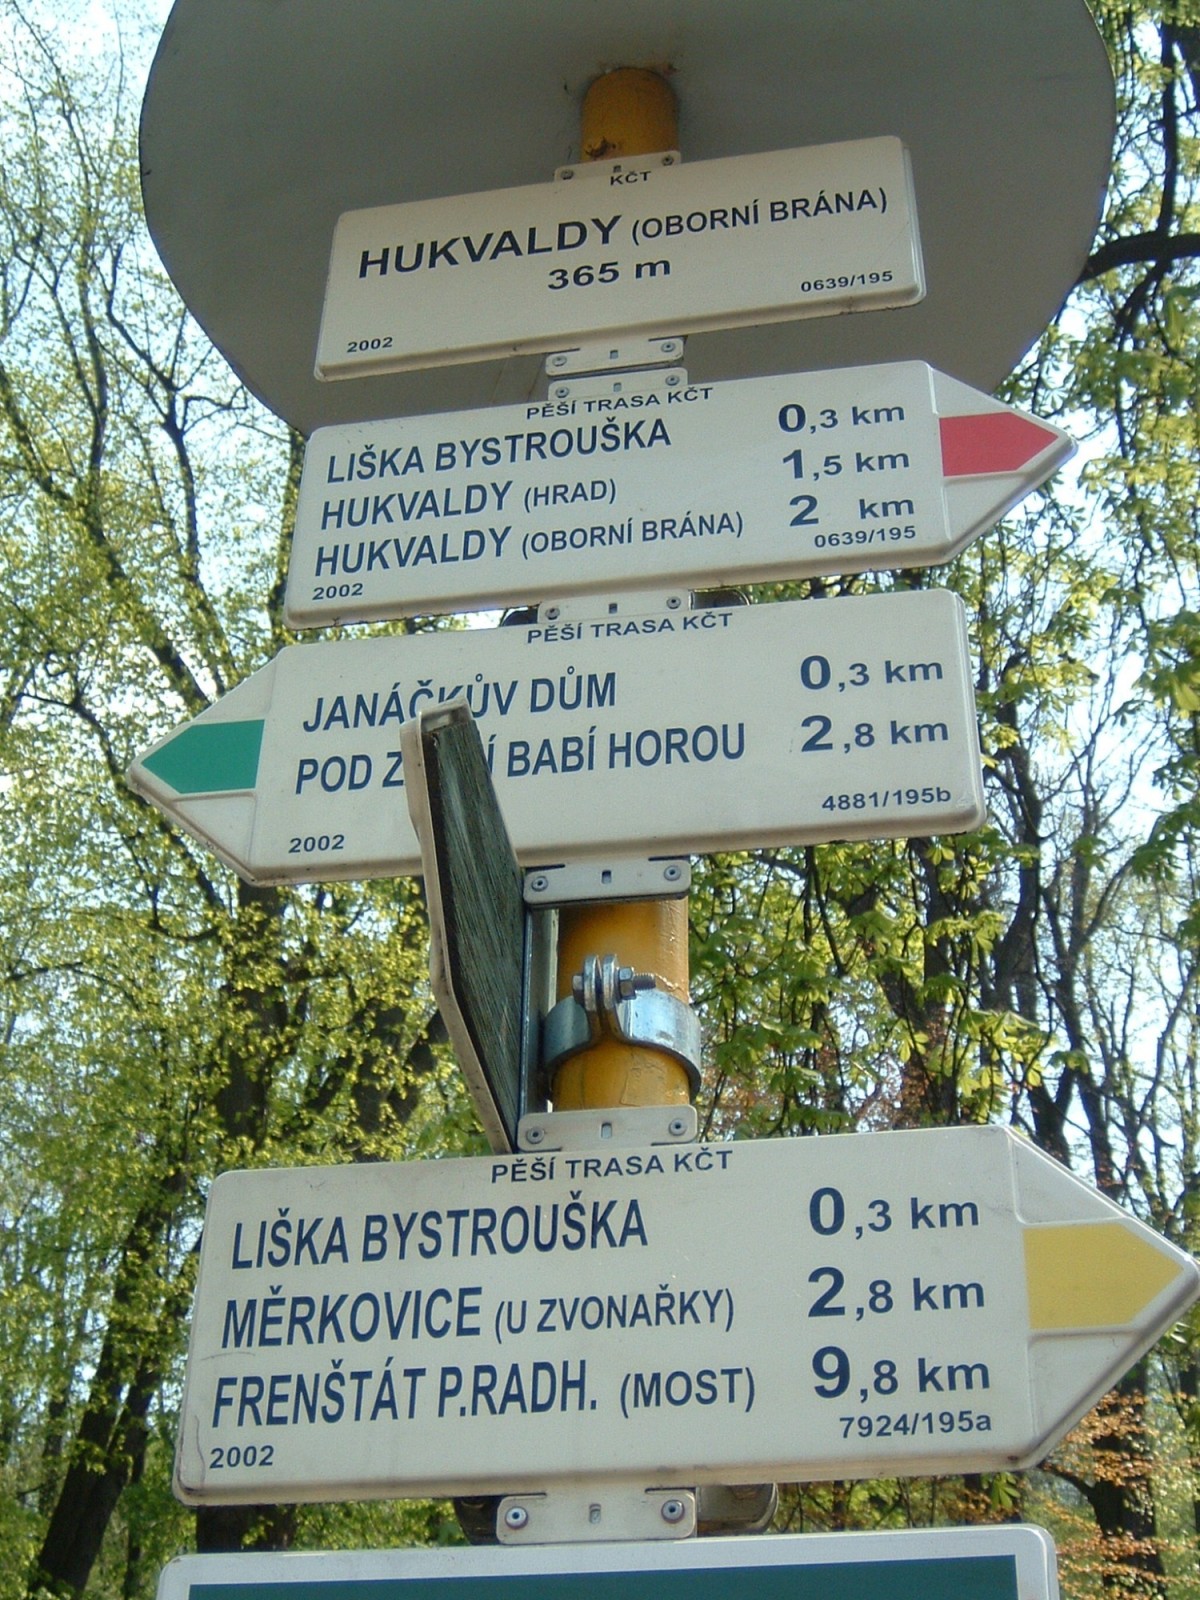 KČT
HUKVALDY (OBORNÍ BRÁNA)
365 m
0639/195
2002
PĚŠÍ TRASA KČT
LIŠKA BYSTROUŠKA 0,3 km
HUKVALDY (HRAD) 1,5 km
HUKVALDY (OBORNÍ BRÁNA) 2 km
0639/195
2002
PĚŠÍ TRASA KČT
JANÁČKŮV DŮM 0,3 km
POD BABÍ HOROU 2,8 km
4881/195b
2002
PĚŠÍ TRASA KČT
LIŠKA BYSTROUŠKA 0,3 km
MĚRKOVICE (U ZVONAŘKY) 2,8 km
FRENŠTÁT P.RADH. (MOST) 9,8 km
7924/195a
2002